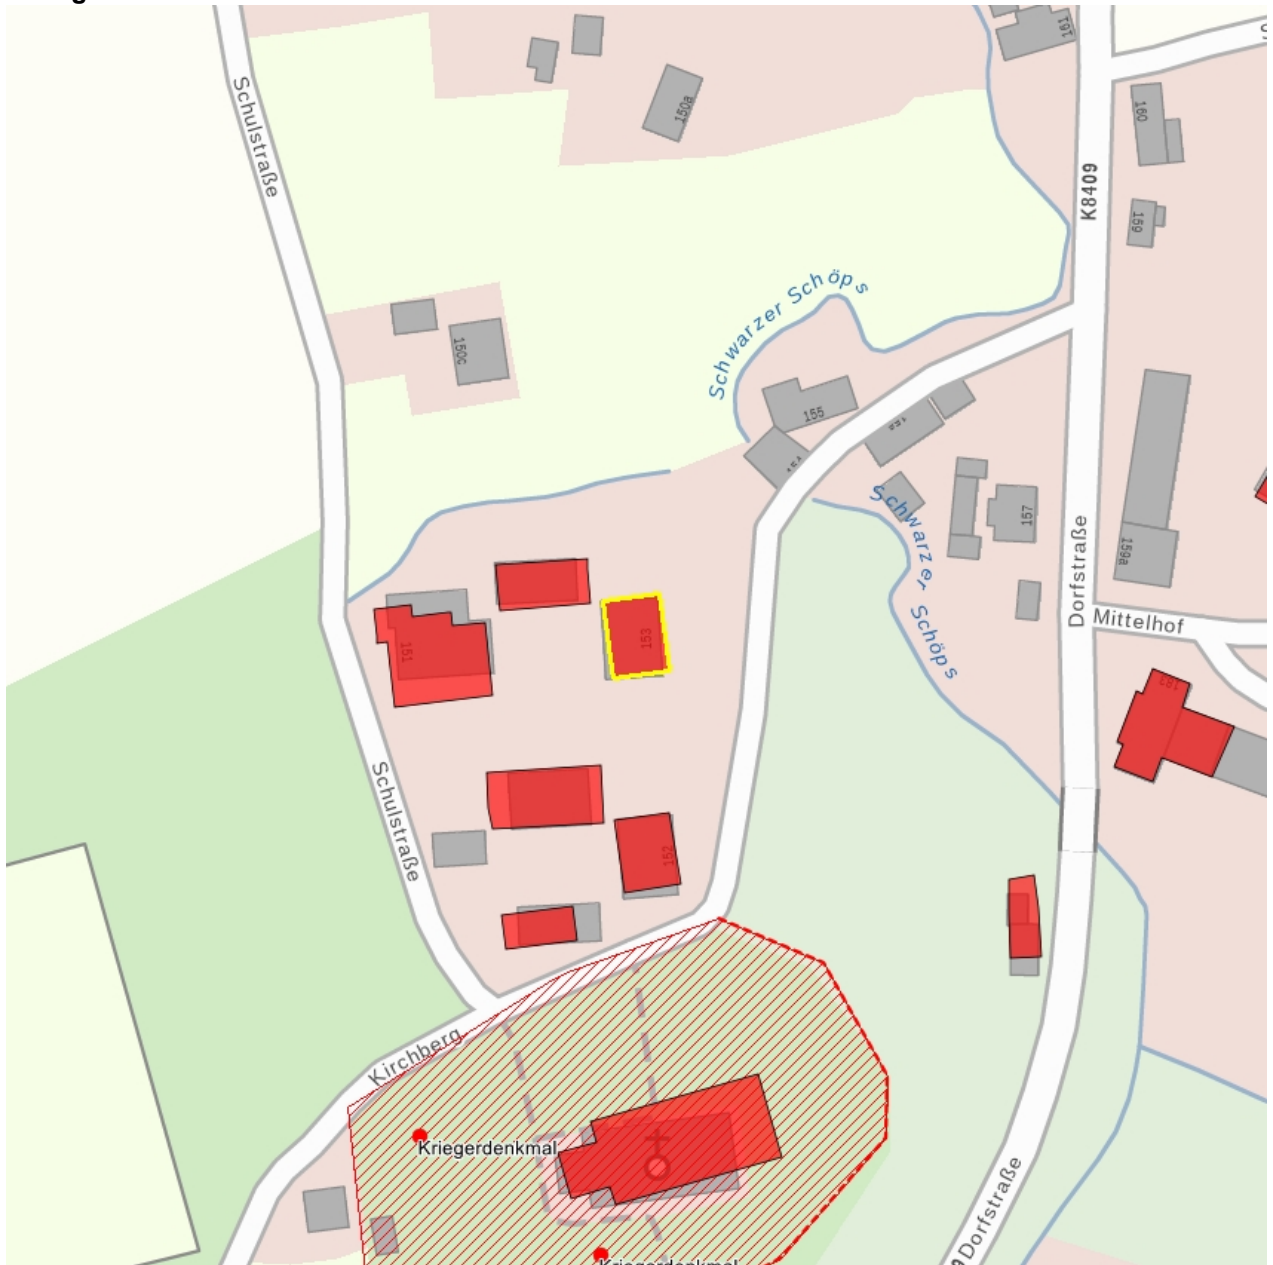 161
Schulstraße
150a
160
K8409
159
Schwarzer Schöps
150c
155
Schwarzer Schöps
157
159a
Dorfstraße
Mittelhof
153
151
Schulstraße
152
Kirchberg
Kriegerdenkmal
Dorfstraße
Kriegerdenkmal